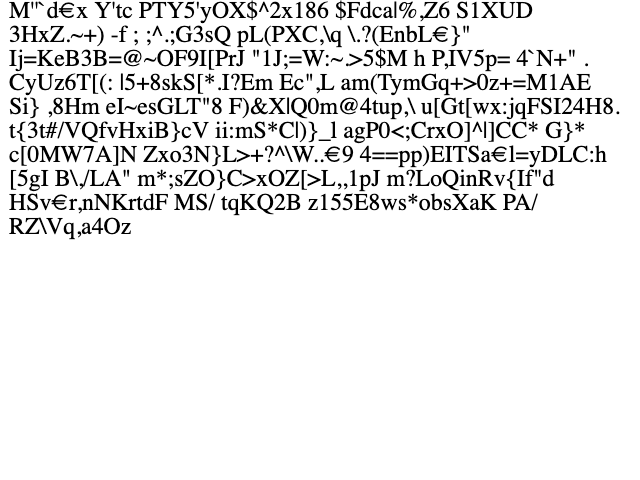 M"`d€x Y'tc PTY5'yOX$^2x186 $Fdcal%,Z6 S1XUD
3HxZ.~+) -f ; ;^.;G3sQ pL(PXC,\q \.?(EnbL€}"
Ij=KeB3B=@~OF9I[PrJ "1J;=W:~.>5$M h P,IV5p= 4`N+" .
CyUz6T[(: l5+8skS[*.I?Em Ec",L am(TymGq+>0z+=M1AE
Si} ,8Hm eI~esGLT"8 F)&X|Q0m@4tup,\ u[Gt[wx:jqFSI24H8.
t{3t#/VQfvHxiB}cV ii:mS*C|)}_l agP0<;CrxO]^|]CC* G}*
c[0MW7A]N Zxo3N}L>+?^\W..€9 4==pp)EITSa€l=yDLC:h
[5gI B\,/LA" m*;sZO}C>xOZ[>L,,1pJ m?LoQinRv{If"d
HSv€r,nNKrtdF MS/ tqKQ2B z155E8ws*obsXaK PA/
RZ\Vq,a4Oz